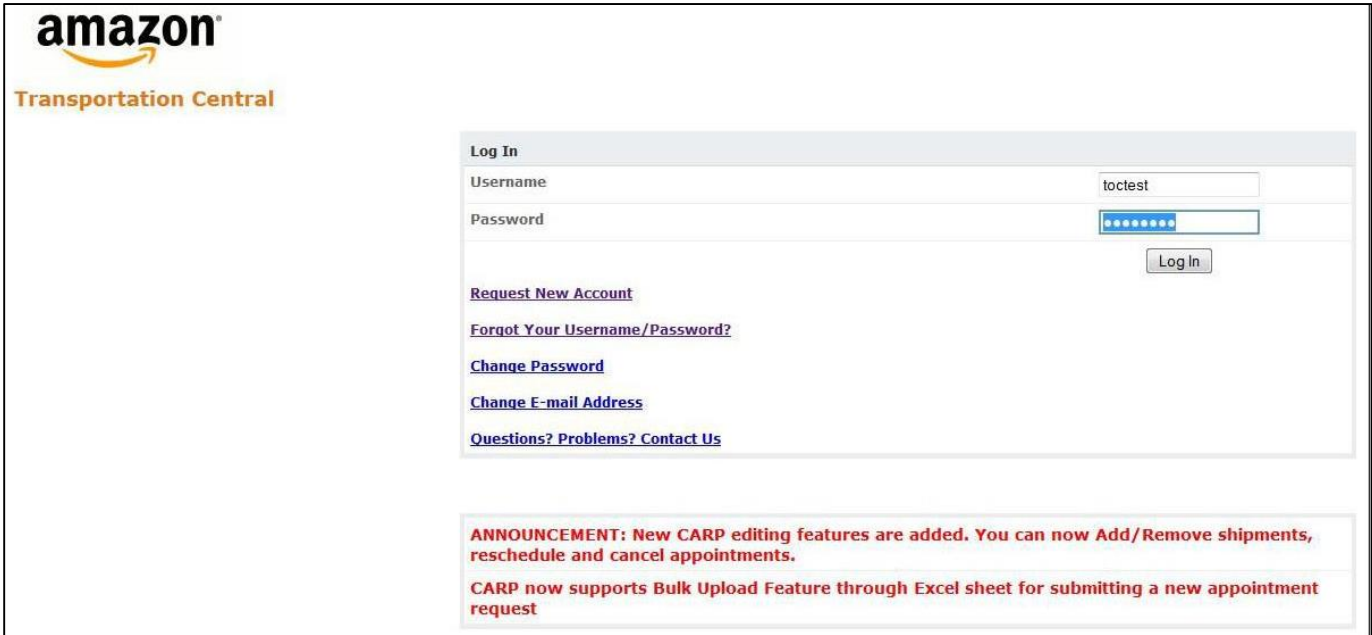 amazon
Transportation Central
Log In
Username
toctest
Password
••••••••
Log In
Request New Account
Forgot Your Username/Password?
Change Password
Change E-mail Address
Questions? Problems? Contact Us
ANNOUNCEMENT: New CARP editing features are added. You can now Add/Remove shipments,
reschedule and cancel appointments.
CARP now supports Bulk Upload Feature through Excel sheet for submitting a new appointment
request